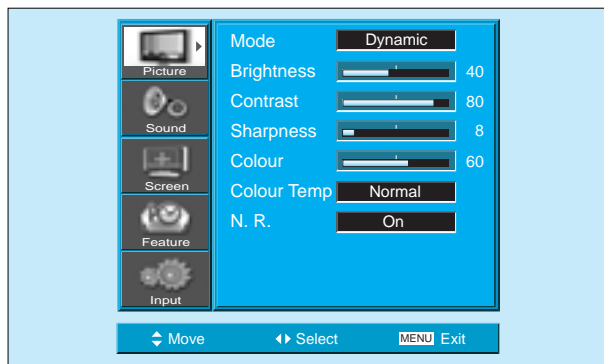 Picture
Sound
Screen
Feature
Input
Mode Dynamic
Brightness 40
Contrast 80
Sharpness 8
Colour 60
Colour Temp Normal
N. R. On
Move Select MENU Exit